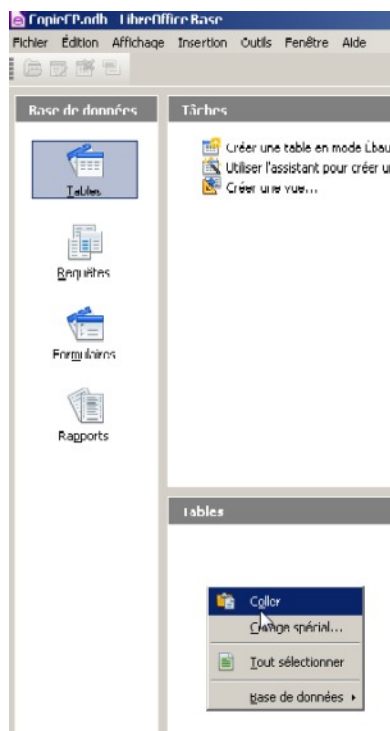 CopieCP.odb LibreOffice Base
Fichier Édition Affichage Insertion Outils Fenêtre Aide
Base de données
Tâches
Créer une table en mode Ébau
Utiliser l'assistant pour créer un
Créer une vue...
Tables
Requêtes
Formulaires
Rapports
Tables
Coller
Collage spécial...
Tout sélectionner
Base de données